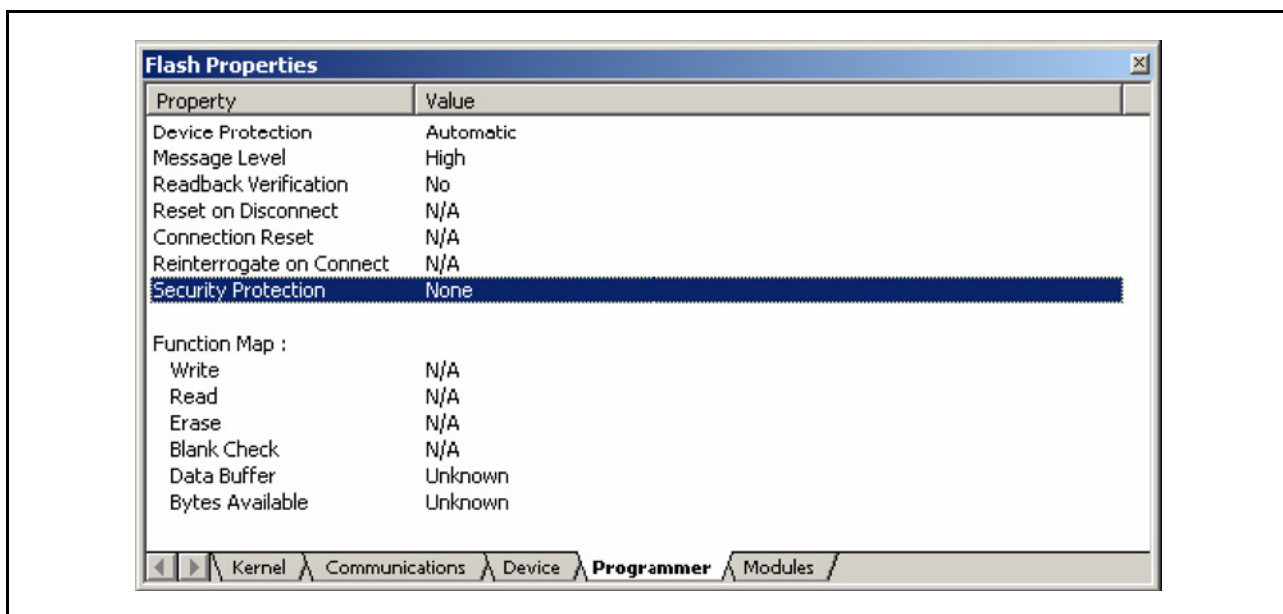 Flash Properties
Property Value
Device Protection Automatic
Message Level High
Readback Verification No
Reset on Disconnect N/A
Connection Reset N/A
Reinterrogate on Connect N/A
Security Protection None
Function Map :
Write N/A
Read N/A
Erase N/A
Blank Check N/A
Data Buffer Unknown
Bytes Available Unknown
Kernel Communications Device Programmer Modules